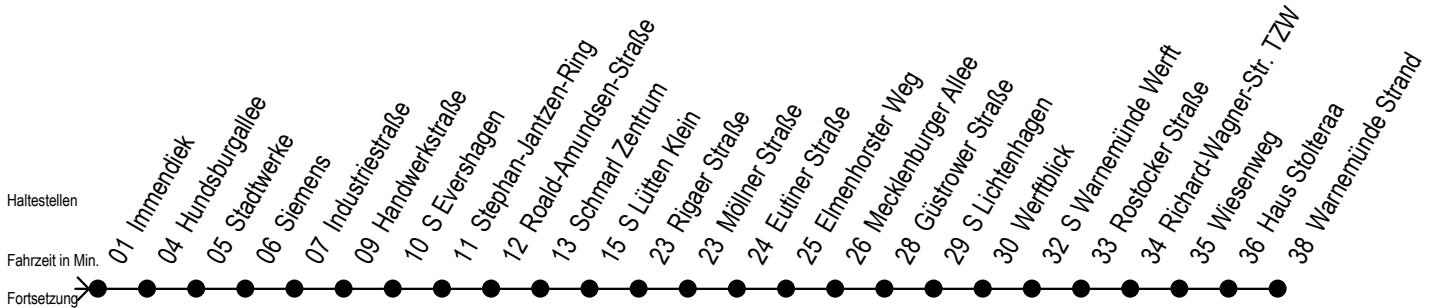 Haltestellen
Fahrzeit in Min.
Fortsetzung
01 Immendiek
04 Hundsburgallee
05 Stadtwerke
06 Siemens
07 Industriestraße
09 Handwerkstraße
10 S Evershagen
11 Stephan-Jantzen-Ring
12 Roald-Amundsen-Straße
13 Schmarl Zentrum
15 S Lütten Klein
23 Rigaer Straße
23 Möllner Straße
24 Eutiner Straße
25 Elmenhorster Weg
26 Mecklenburger Allee
28 Güstrower Straße
29 S Lichtenhagen
30 Werftblick
32 S Warnemünde Werft
33 Rostocker Straße
34 Richard-Wagner-Str. TZW
35 Wiesenweg
36 Haus Stolteraa
38 Warnemünde Strand